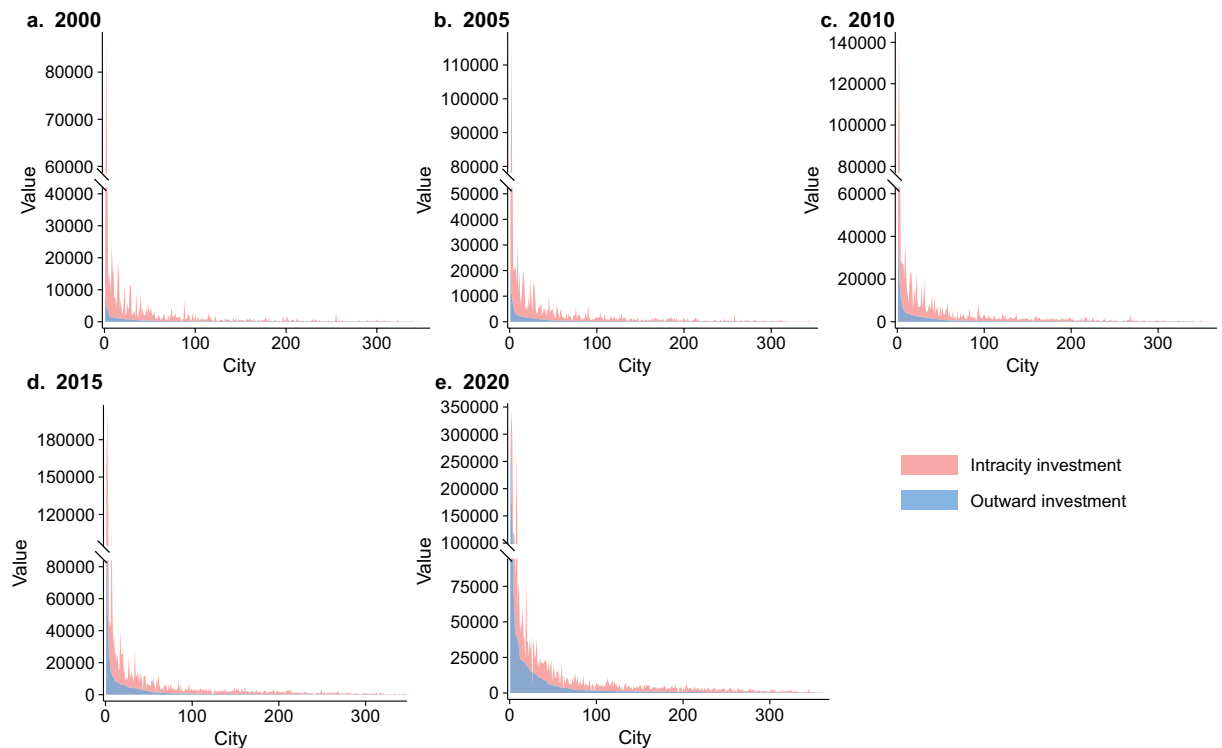 a. 2000
80000
70000
60000
40000
30000
20000
10000
0
Value
0 100 200 300
City
b. 2005
110000
100000
90000
80000
50000
40000
30000
20000
10000
0
Value
0 100 200 300
City
c. 2010
140000
120000
100000
80000
60000
40000
20000
0
Value
0 100 200 300
City
d. 2015
180000
150000
120000
80000
60000
40000
20000
0
Value
0 100 200 300
City
e. 2020
350000
300000
250000
200000
150000
100000
75000
50000
25000
0
Value
0 100 200 300
City
Intracity investment
Outward investment